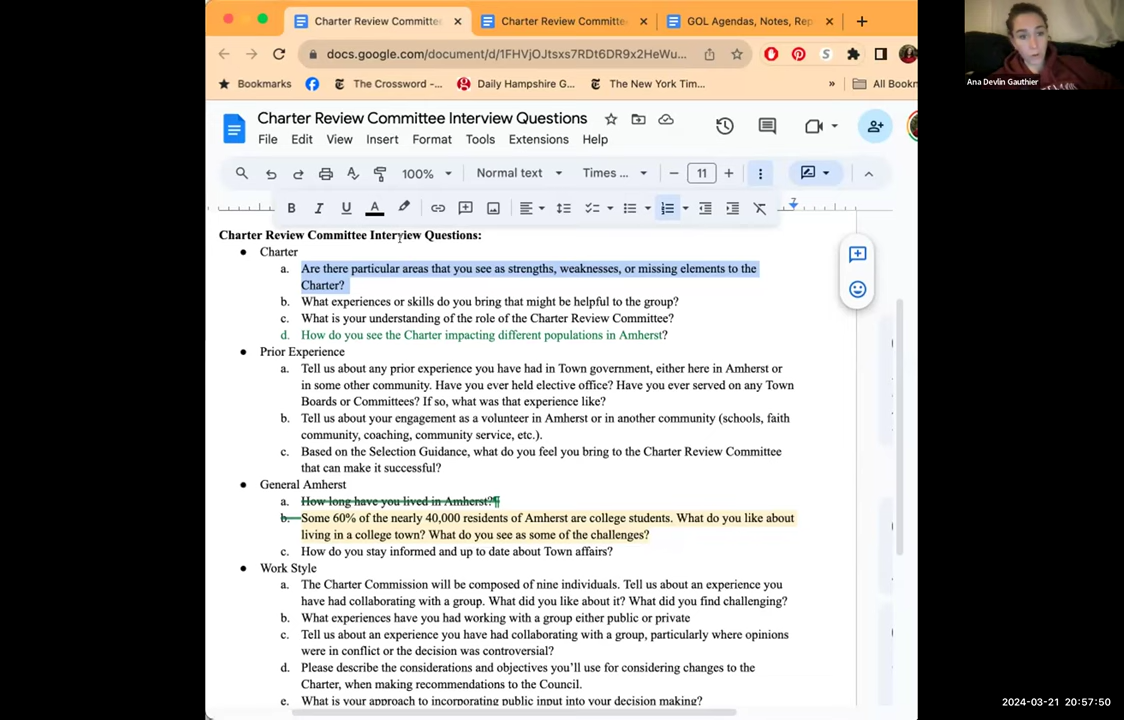 Charter Review Committee
Charter Review Committee
GOL Agendas, Notes, Rep
docs.google.com/document/d/1FHVjOJtsxs7RDt6DR9x2HeWu...
Bookmarks
The Crossword -...
Daily Hampshire G...
The New York Tim...
»
All Bookn
Ana Devlin Gauthier
Charter Review Committee Interview Questions
File Edit View Insert Format Tools Extensions Help
100% Normal text Times ... 11
Charter Review Committee Interview Questions:
● Charter
a. Are there particular areas that you see as strengths, weaknesses, or missing elements to the
Charter?
b. What experiences or skills do you bring that might be helpful to the group?
c. What is your understanding of the role of the Charter Review Committee?
d. How do you see the Charter impacting different populations in Amherst?
● Prior Experience
a. Tell us about any prior experience you have had in Town government, either here in Amherst or
in some other community. Have you ever held elective office? Have you ever served on any Town
Boards or Committees? If so, what was that experience like?
b. Tell us about your engagement as a volunteer in Amherst or in another community (schools, faith
community, coaching, community service, etc.).
c. Based on the Selection Guidance, what do you feel you bring to the Charter Review Committee
that can make it successful?
● General Amherst
a. How long have you lived in Amherst?¶
b. Some 60% of the nearly 40,000 residents of Amherst are college students. What do you like about
living in a college town? What do you see as some of the challenges?
c. How do you stay informed and up to date about Town affairs?
● Work Style
a. The Charter Commission will be composed of nine individuals. Tell us about an experience you
have had collaborating with a group. What did you like about it? What did you find challenging?
b. What experiences have you had working with a group either public or private
c. Tell us about an experience you have had collaborating with a group, particularly where opinions
were in conflict or the decision was controversial?
d. Please describe the considerations and objectives you'll use for considering changes to the
Charter, when making recommendations to the Council.
e. What is your approach to incorporating public input into your decision making?
2024-03-21 20:57:50